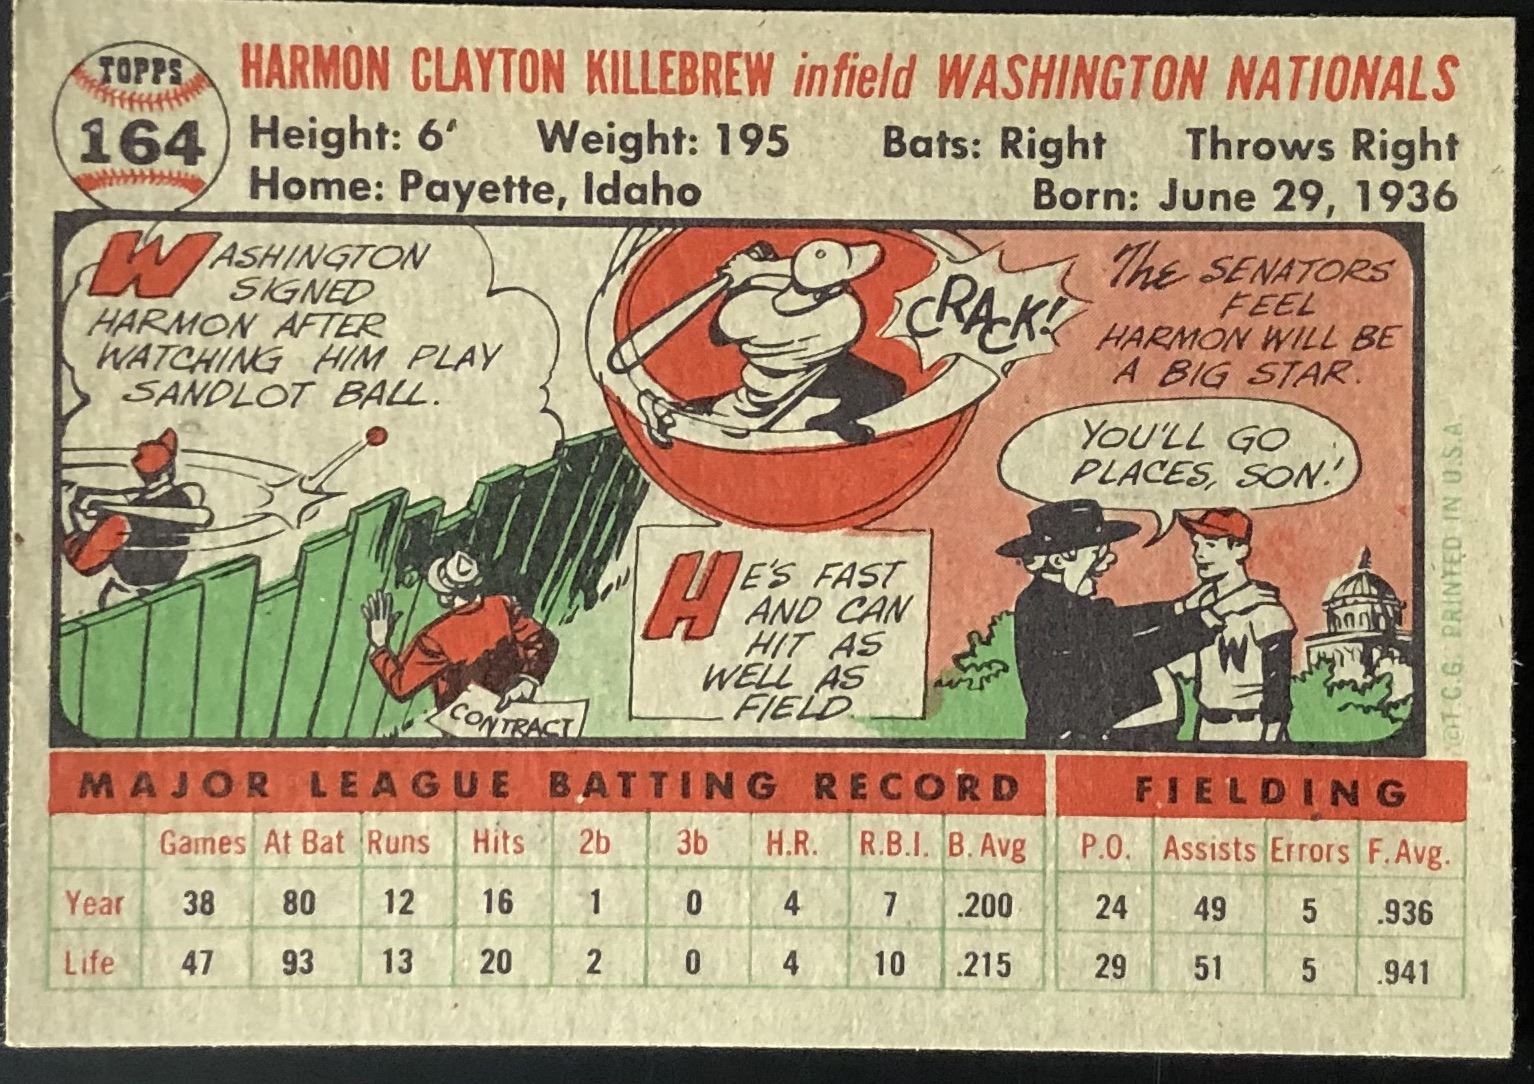 TOPPS
164
HARMON CLAYTON KILLEBREW infield WASHINGTON NATIONALS
Height: 6' Weight: 195 Bats: Right Throws Right
Home: Payette, Idaho Born: June 29, 1936
WASHINGTON
SIGNED
HARMON AFTER
WATCHING HIM PLAY
SANDLOT BALL.
CONTRACT
CRACK!
HE'S FAST
AND CAN
HIT AS
WELL AS
FIELD
The SENATORS
FEEL
HARMON WILL BE
A BIG STAR.
YOU'LL GO
PLACES, SON!
W
©T.C.G. PRINTED IN U.S.A.
MAJOR LEAGUE BATTING RECORD FIELDING
Games At Bat Runs Hits 2b 3b H.R. R.B.I. B. Avg P.O. Assists Errors F. Avg.
Year 38 80 12 16 1 0 4 7 .200 24 49 5 .936
Life 47 93 13 20 2 0 4 10 .215 29 51 5 .941